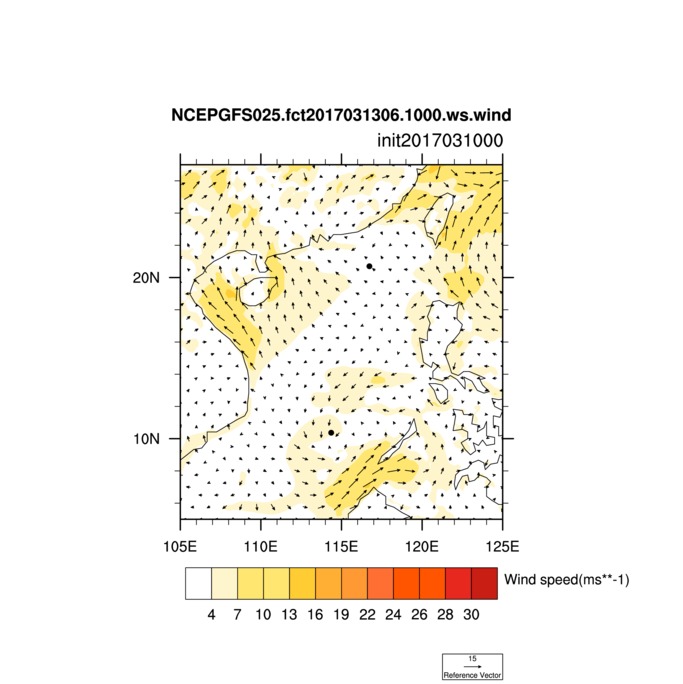 NCEPGFS025.fct2017031306.1000.ws.wind
init2017031000
20N
10N
105E 110E 115E 120E 125E
Wind speed(ms**-1)
4 7 10 13 16 19 22 24 26 28 30
15
Reference Vector